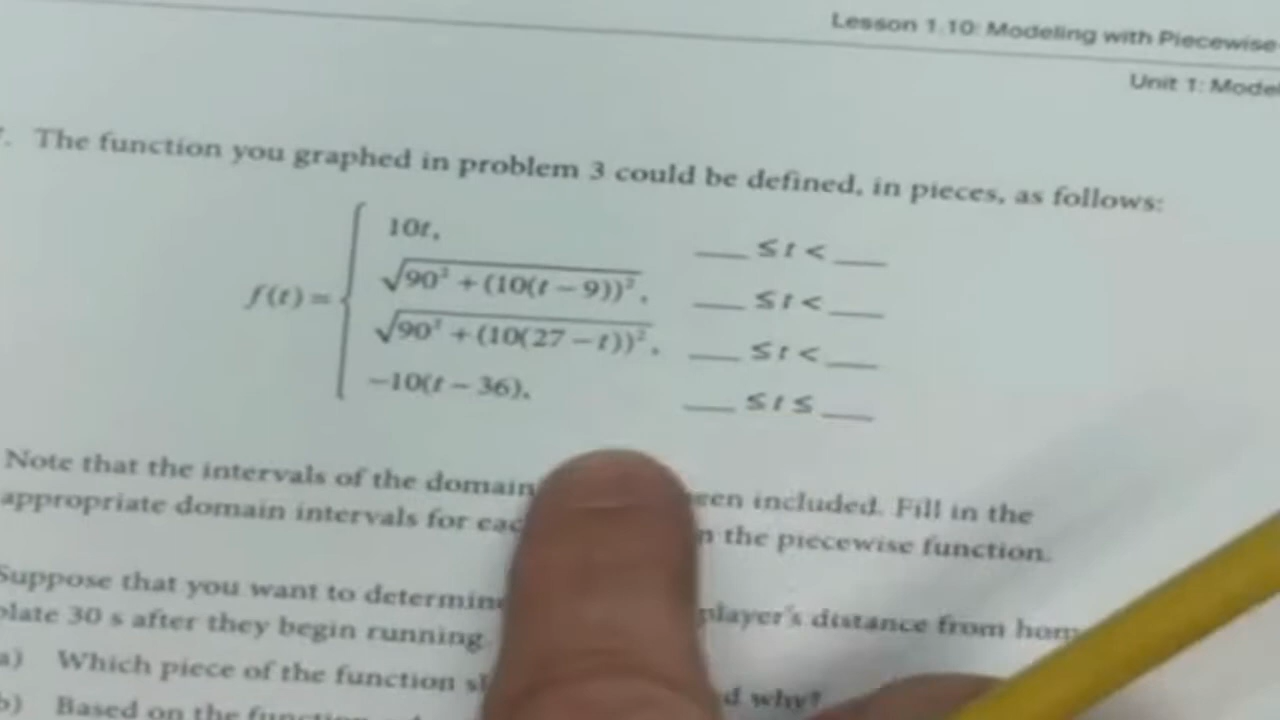 Lesson 1.10: Modeling with Piecewise
Unit 1: Model
7. The function you graphed in problem 3 could be defined, in pieces, as follows:
10t, ___ ≤ t < ___
√90² + (10(t − 9))², ___ ≤ t < ___
f(t) =
√90² + (10(27 − t))², ___ ≤ t < ___
−10(t − 36), ___ ≤ t ≤ ___
Note that the intervals of the domain een included. Fill in the
appropriate domain intervals for eac n the piecewise function.
Suppose that you want to determine player's distance from hom
plate 30 s after they begin running.
a) Which piece of the function s d why?
b) Based on the function